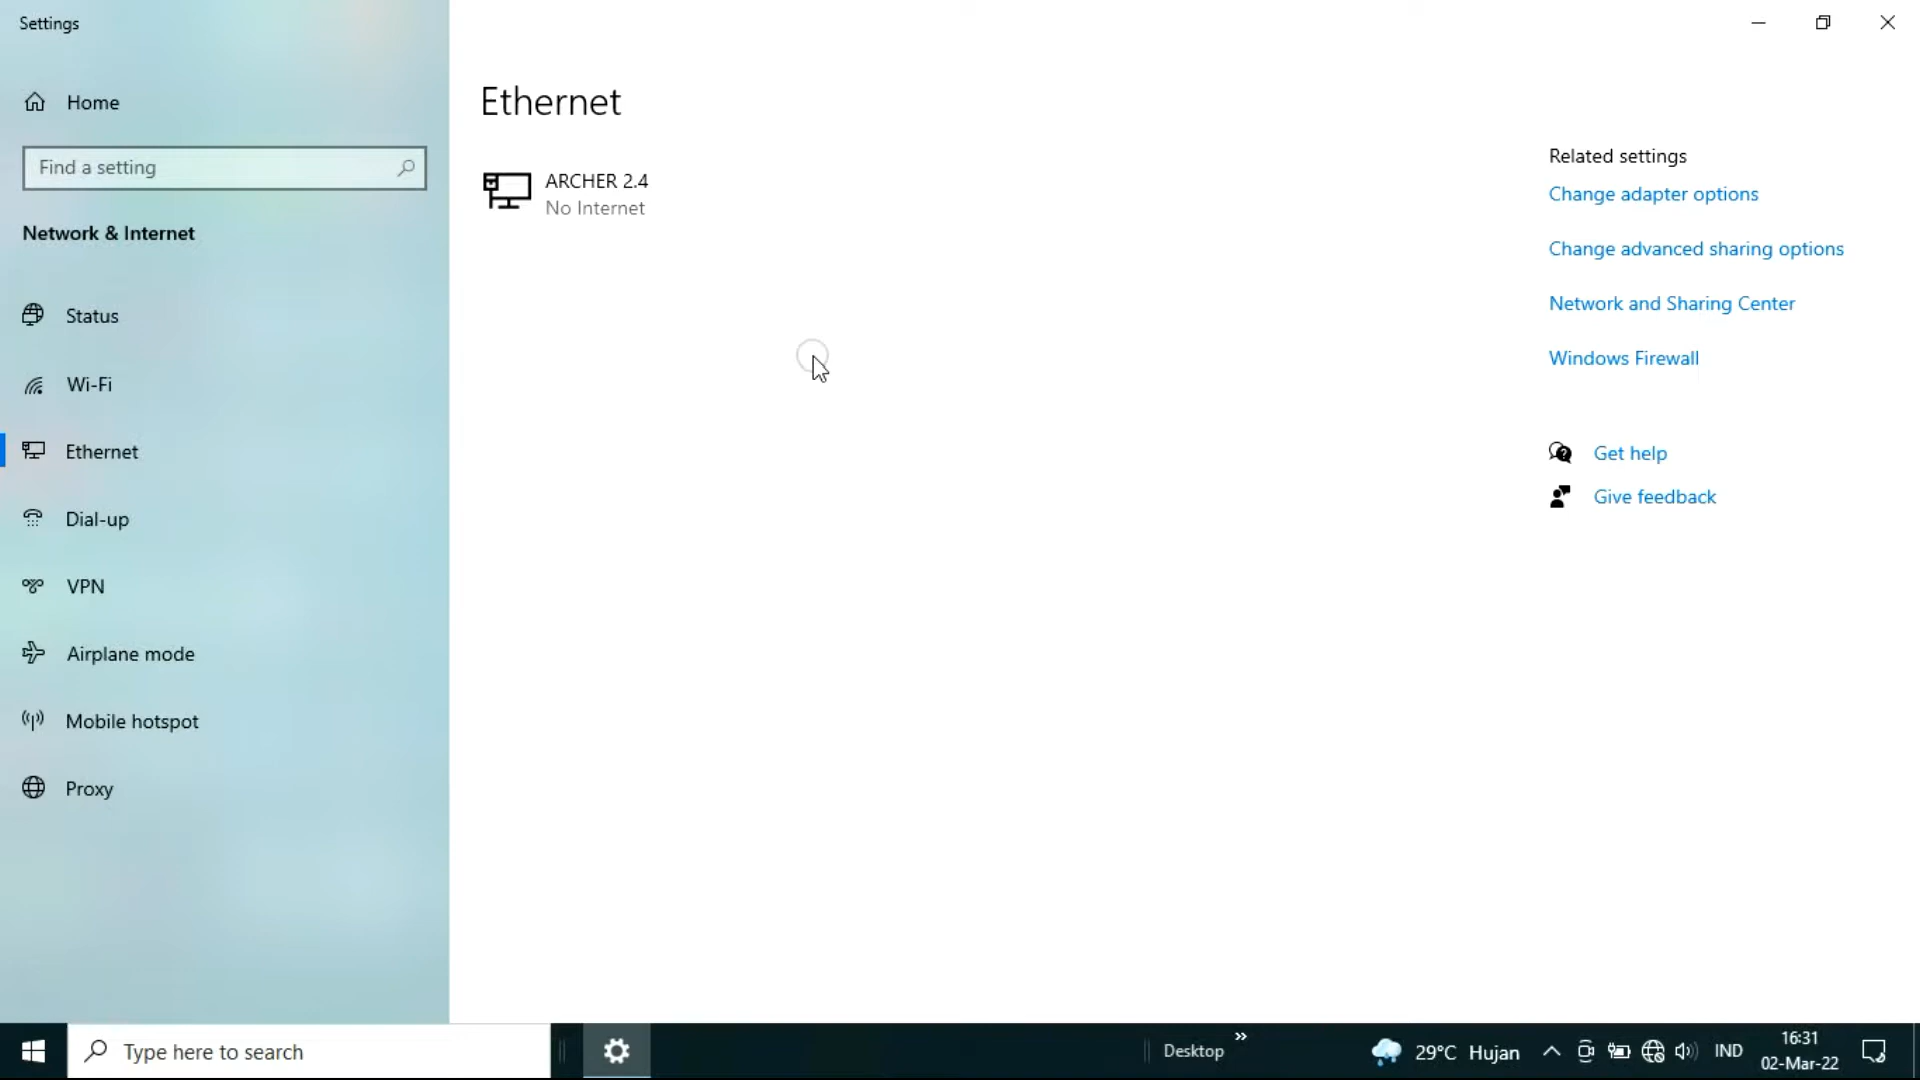 Settings
Home
Find a setting
Network & Internet
Status
Wi-Fi
Ethernet
Dial-up
VPN
Airplane mode
Mobile hotspot
Proxy
Ethernet
ARCHER 2.4
No Internet
Related settings
Change adapter options
Change advanced sharing options
Network and Sharing Center
Windows Firewall
Get help
Give feedback
Type here to search
Desktop
29°C Hujan
IND
16:31
02-Mar-22